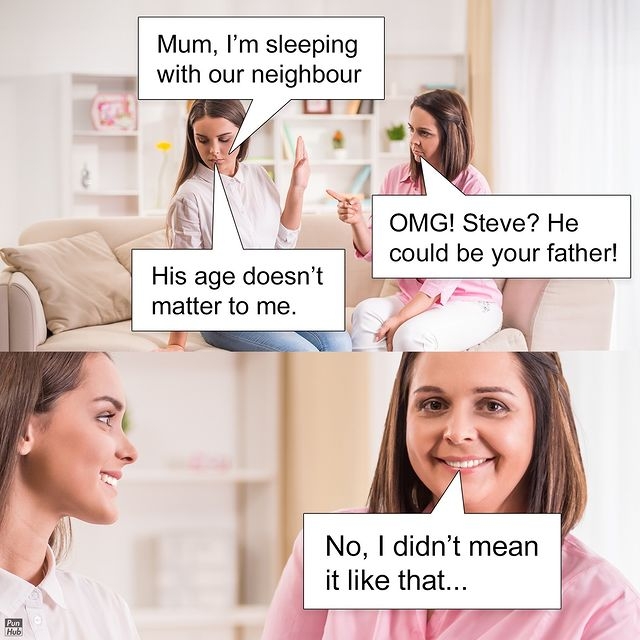 Mum, I’m sleeping
with our neighbour
OMG! Steve? He
could be your father!
His age doesn’t
matter to me.
No, I didn’t mean
it like that...
Pun
Hub